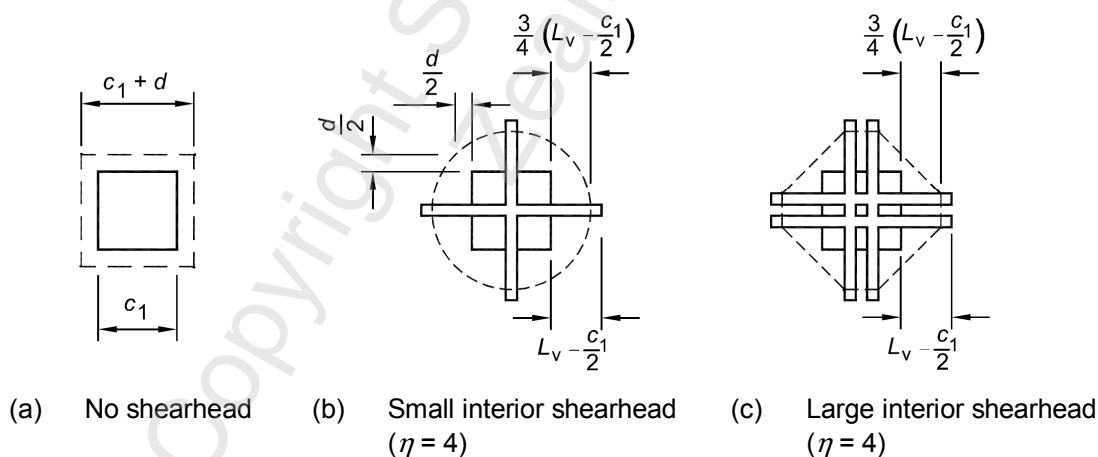 c1 + d
c1
d/2
d/2
3/4 (Lv – c1/2)
Lv – c1/2
3/4 (Lv – c1/2)
Lv – c1/2
(a) No shearhead
(b) Small interior shearhead
(η = 4)
(c) Large interior shearhead
(η = 4)
Copyright